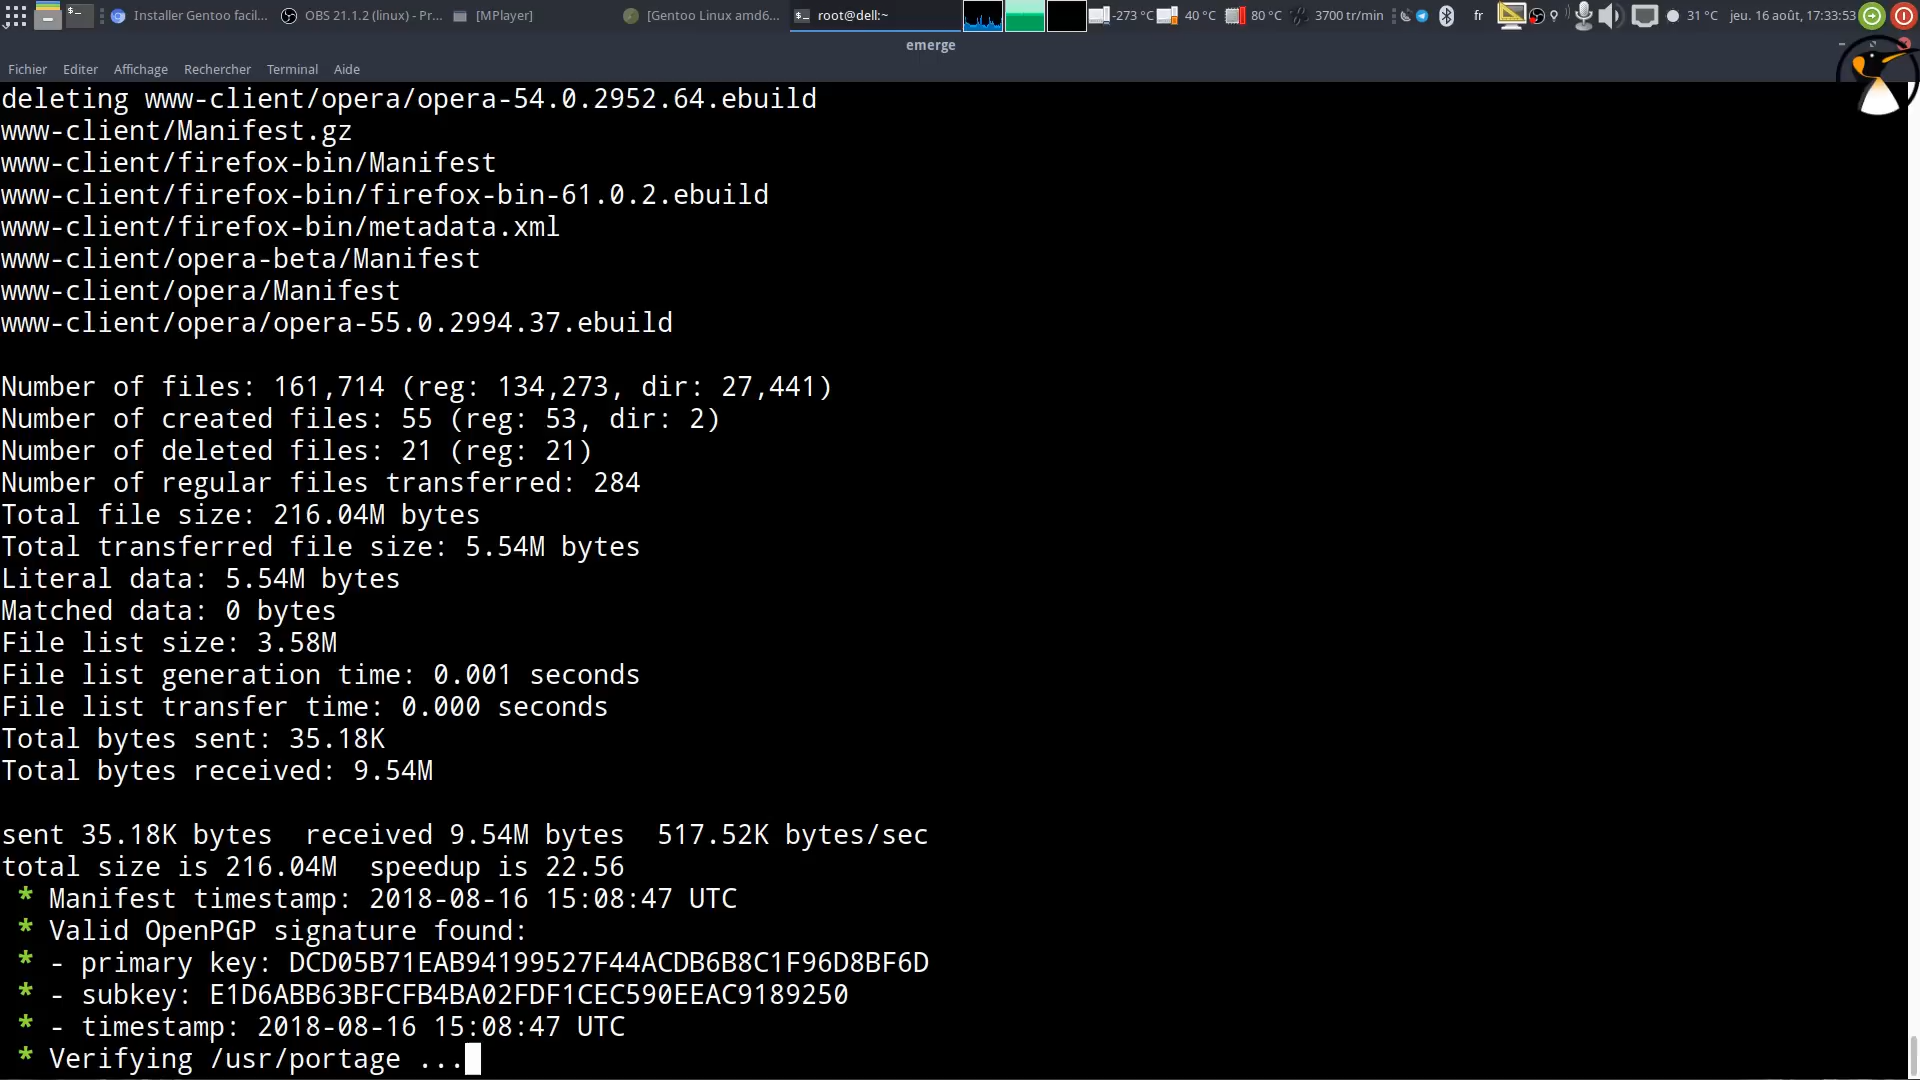 Installer Gentoo facil...
OBS 21.1.2 (linux) - Pr...
[MPlayer]
[Gentoo Linux amd6...
root@dell:~
-273 °C
40 °C
80 °C
3700 tr/min
fr
31 °C
jeu. 16 août, 17:33:53
emerge
Fichier Editer Affichage Rechercher Terminal Aide
deleting www-client/opera/opera-54.0.2952.64.ebuild
www-client/Manifest.gz
www-client/firefox-bin/Manifest
www-client/firefox-bin/firefox-bin-61.0.2.ebuild
www-client/firefox-bin/metadata.xml
www-client/opera-beta/Manifest
www-client/opera/Manifest
www-client/opera/opera-55.0.2994.37.ebuild
Number of files: 161,714 (reg: 134,273, dir: 27,441)
Number of created files: 55 (reg: 53, dir: 2)
Number of deleted files: 21 (reg: 21)
Number of regular files transferred: 284
Total file size: 216.04M bytes
Total transferred file size: 5.54M bytes
Literal data: 5.54M bytes
Matched data: 0 bytes
File list size: 3.58M
File list generation time: 0.001 seconds
File list transfer time: 0.000 seconds
Total bytes sent: 35.18K
Total bytes received: 9.54M
sent 35.18K bytes  received 9.54M bytes  517.52K bytes/sec
total size is 216.04M  speedup is 22.56
* Manifest timestamp: 2018-08-16 15:08:47 UTC
* Valid OpenPGP signature found:
* - primary key: DCD05B71EAB94199527F44ACDB6B8C1F96D8BF6D
* - subkey: E1D6ABB63BFCFB4BA02FDF1CEC590EEAC9189250
* - timestamp: 2018-08-16 15:08:47 UTC
* Verifying /usr/portage ...